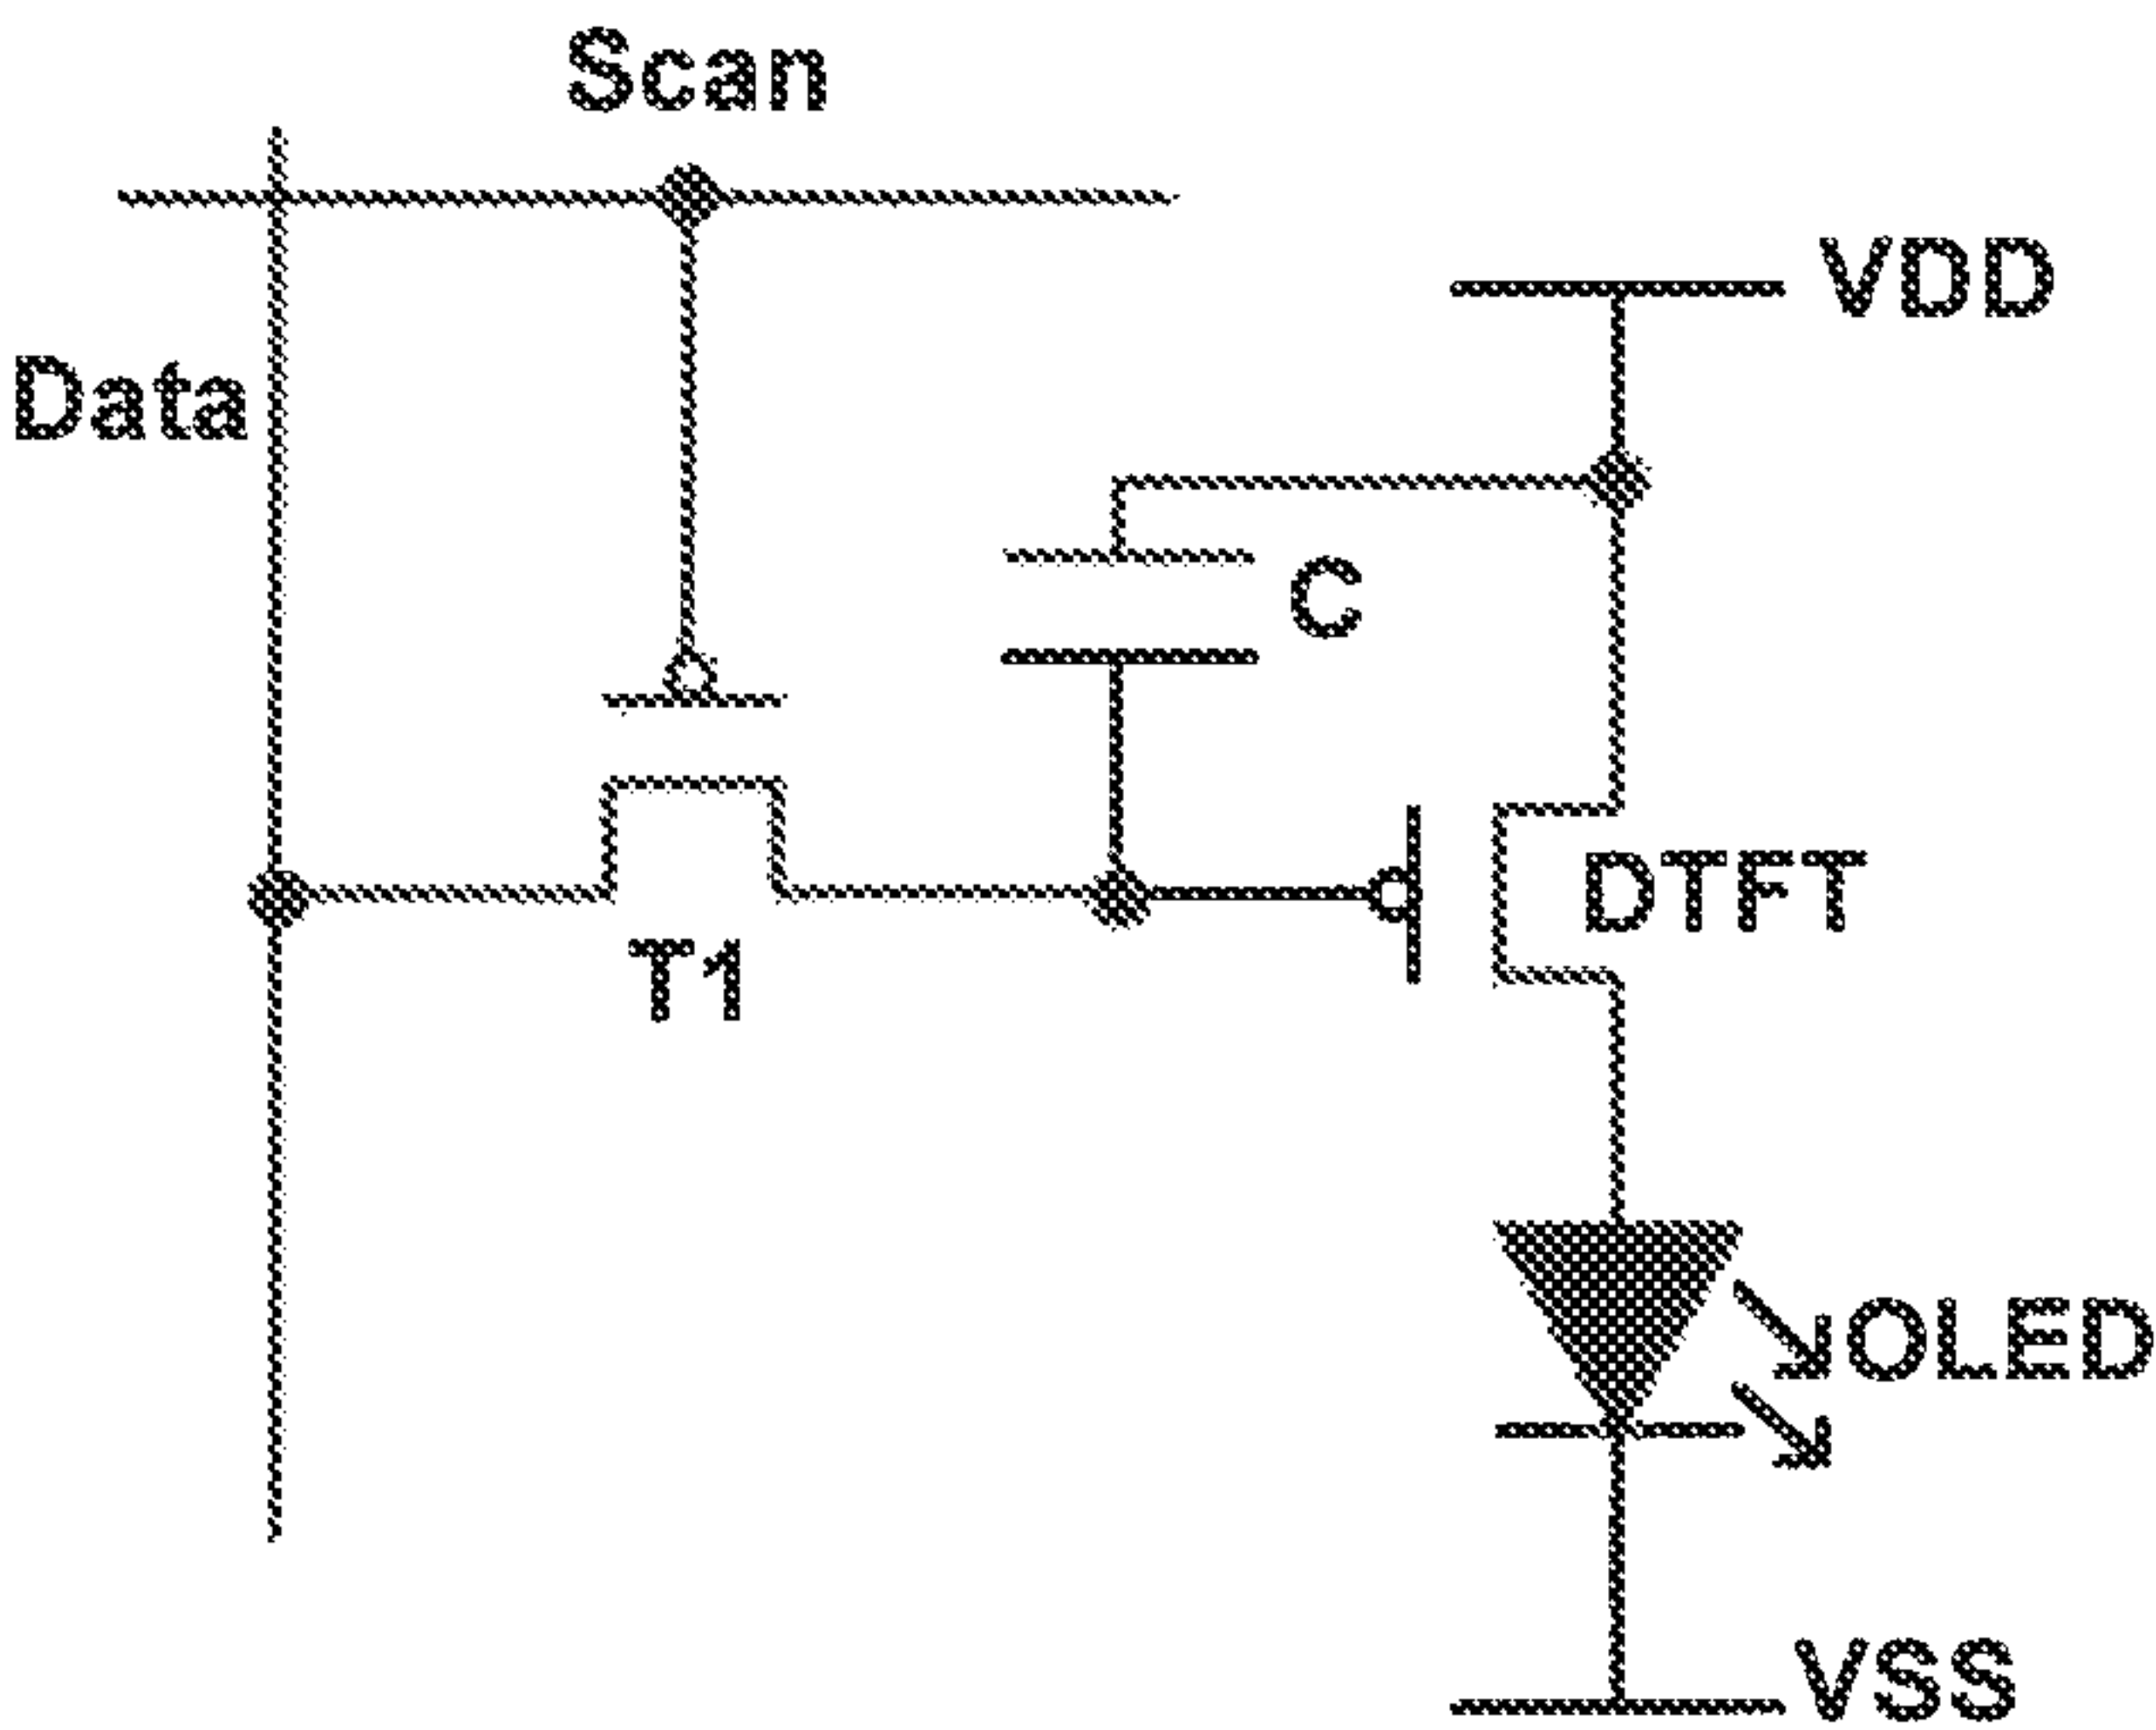 Scan
VDD
Data
C
DTFT
T1
OLED
VSS